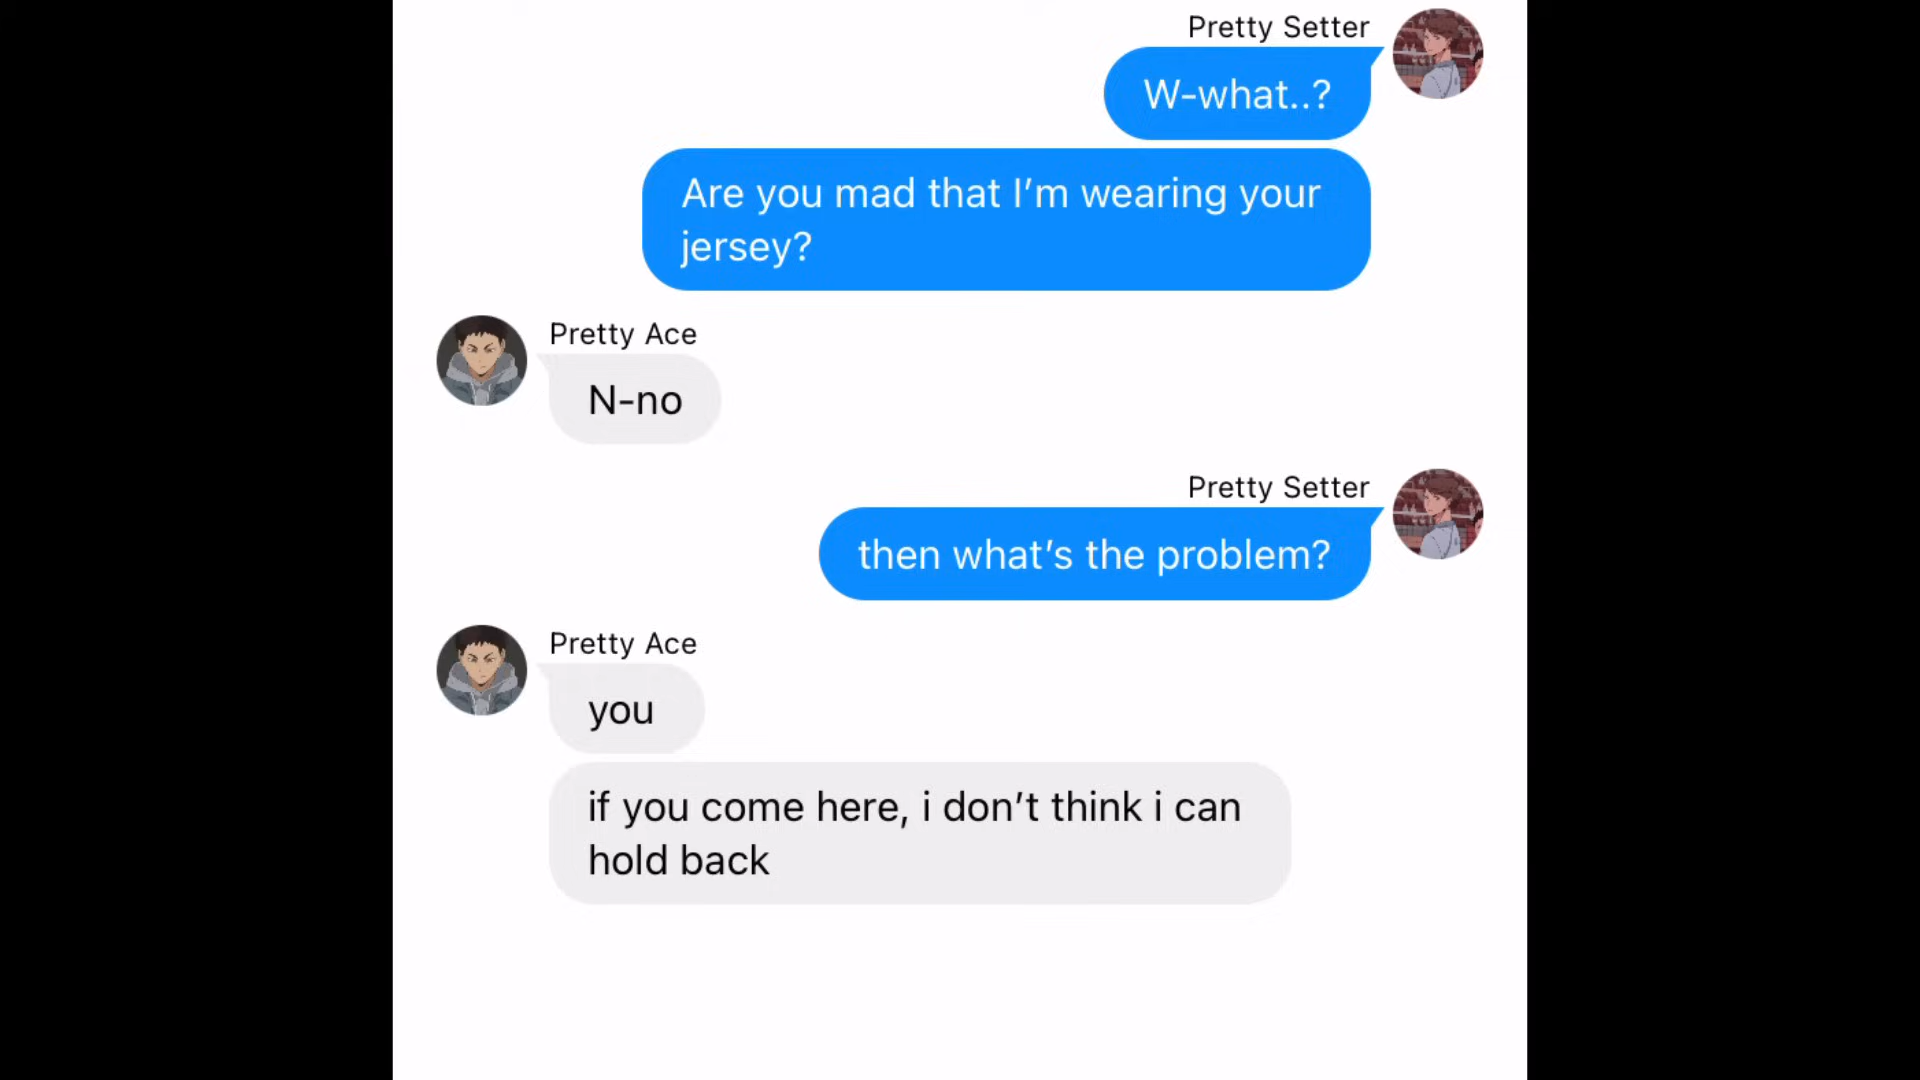 Pretty Setter
W-what..?
Are you mad that I’m wearing your
jersey?
Pretty Ace
N-no
Pretty Setter
then what’s the problem?
Pretty Ace
you
if you come here, i don’t think i can
hold back